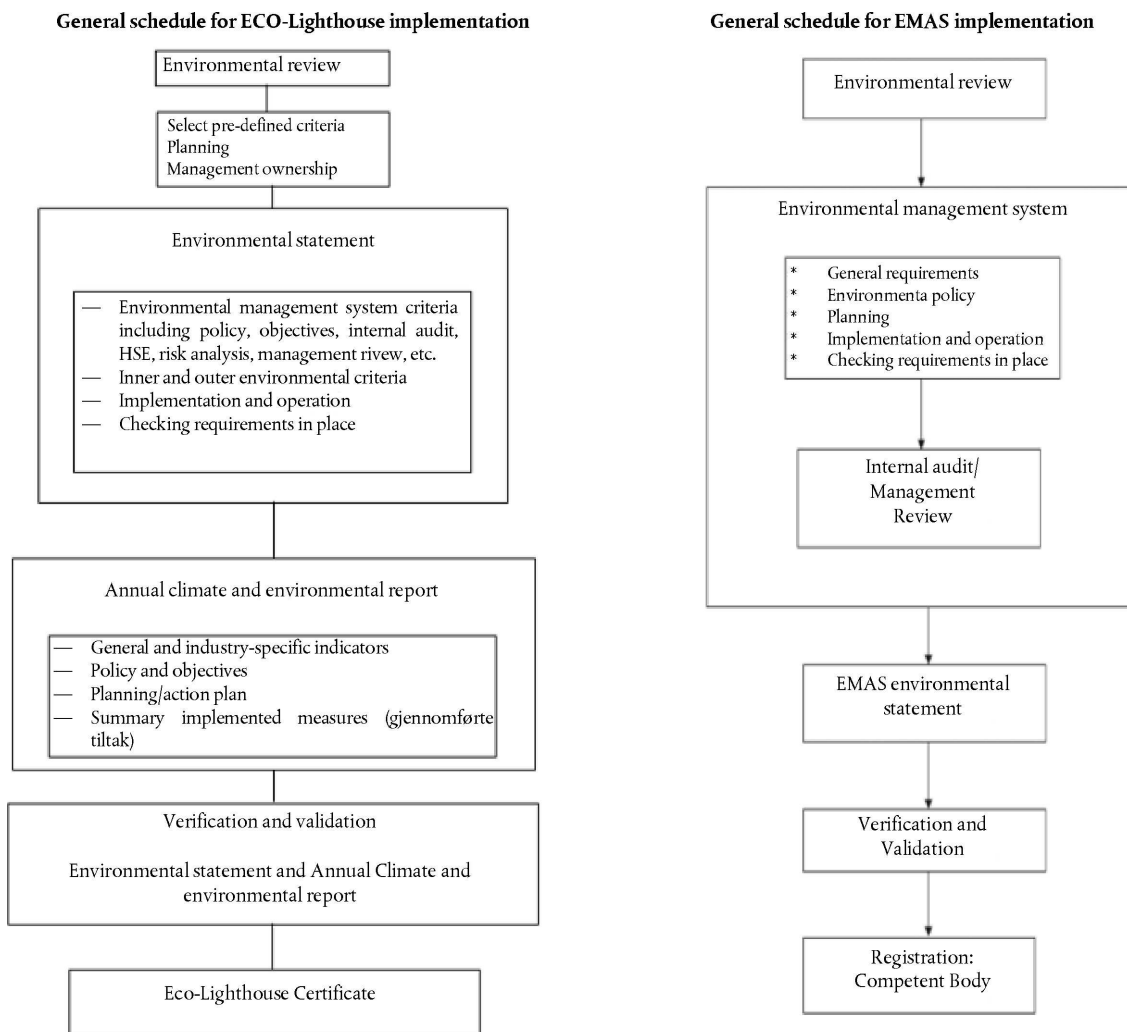 General schedule for ECO-Lighthouse implementation
Environmental review
Select pre-defined criteria
Planning
Management ownership
Environmental statement
— Environmental management system criteria
including policy, objectives, internal audit,
HSE, risk analysis, management rivew, etc.
— Inner and outer environmental criteria
— Implementation and operation
— Checking requirements in place
Annual climate and environmental report
— General and industry-specific indicators
— Policy and objectives
— Planning/action plan
— Summary implemented measures (gjennomførte
tiltak)
Verification and validation
Environmental statement and Annual Climate and
environmental report
Eco-Lighthouse Certificate
General schedule for EMAS implementation
Environmental review
Environmental management system
* General requirements
* Environmenta policy
* Planning
* Implementation and operation
* Checking requirements in place
Internal audit/
Management
Review
EMAS environmental
statement
Verification and
Validation
Registration:
Competent Body